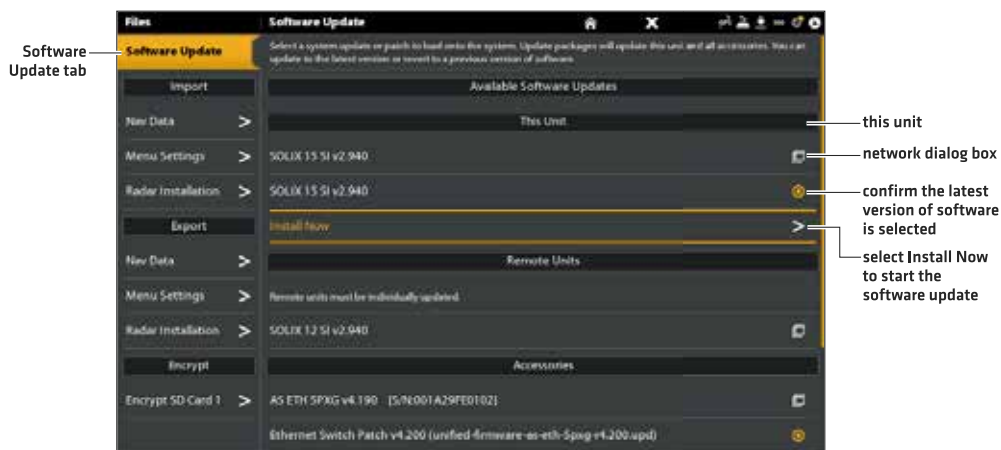 Files
Software Update
Software Update
Select a system update or patch to load onto the system. Update packages will update this unit and all accessories. You can
update to the latest version or revert to a previous version of software.
Import
Nav Data
Menu Settings
Radar Installation
Export
Nav Data
Menu Settings
Radar Installation
Encrypt
Encrypt SD Card 1
Available Software Updates
This Unit
SOLIX 15 SI v2.940
SOLIX 15 SI v2.940
Install Now
Remote Units
Remote units must be individually updated.
SOLIX 12 SI v2.940
Accessories
AS ETH 5PXG v4.190 [S/N:001A29FE0102]
Ethernet Switch Patch v4.200 (unified-firmware-as-eth-5pxg-v4.200.upd)
Software
Update tab
this unit
network dialog box
confirm the latest
version of software
is selected
select Install Now
to start the
software update